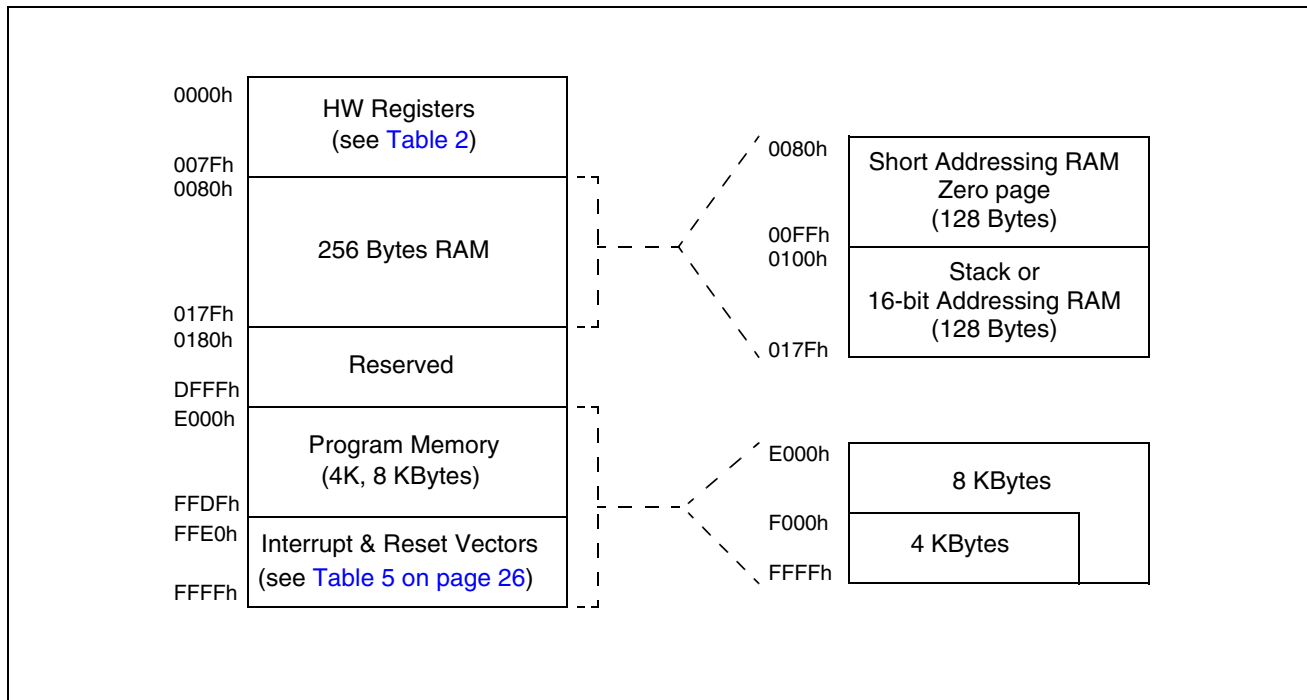 0000h
HW Registers
(see Table 2)
007Fh
0080h
256 Bytes RAM
017Fh
0180h
Reserved
DFFFh
E000h
Program Memory
(4K, 8 KBytes)
FFDFh
FFE0h
Interrupt & Reset Vectors
(see Table 5 on page 26)
FFFFh
0080h
Short Addressing RAM
Zero page
(128 Bytes)
00FFh
0100h
Stack or
16-bit Addressing RAM
(128 Bytes)
017Fh
E000h
8 KBytes
F000h
4 KBytes
FFFFh